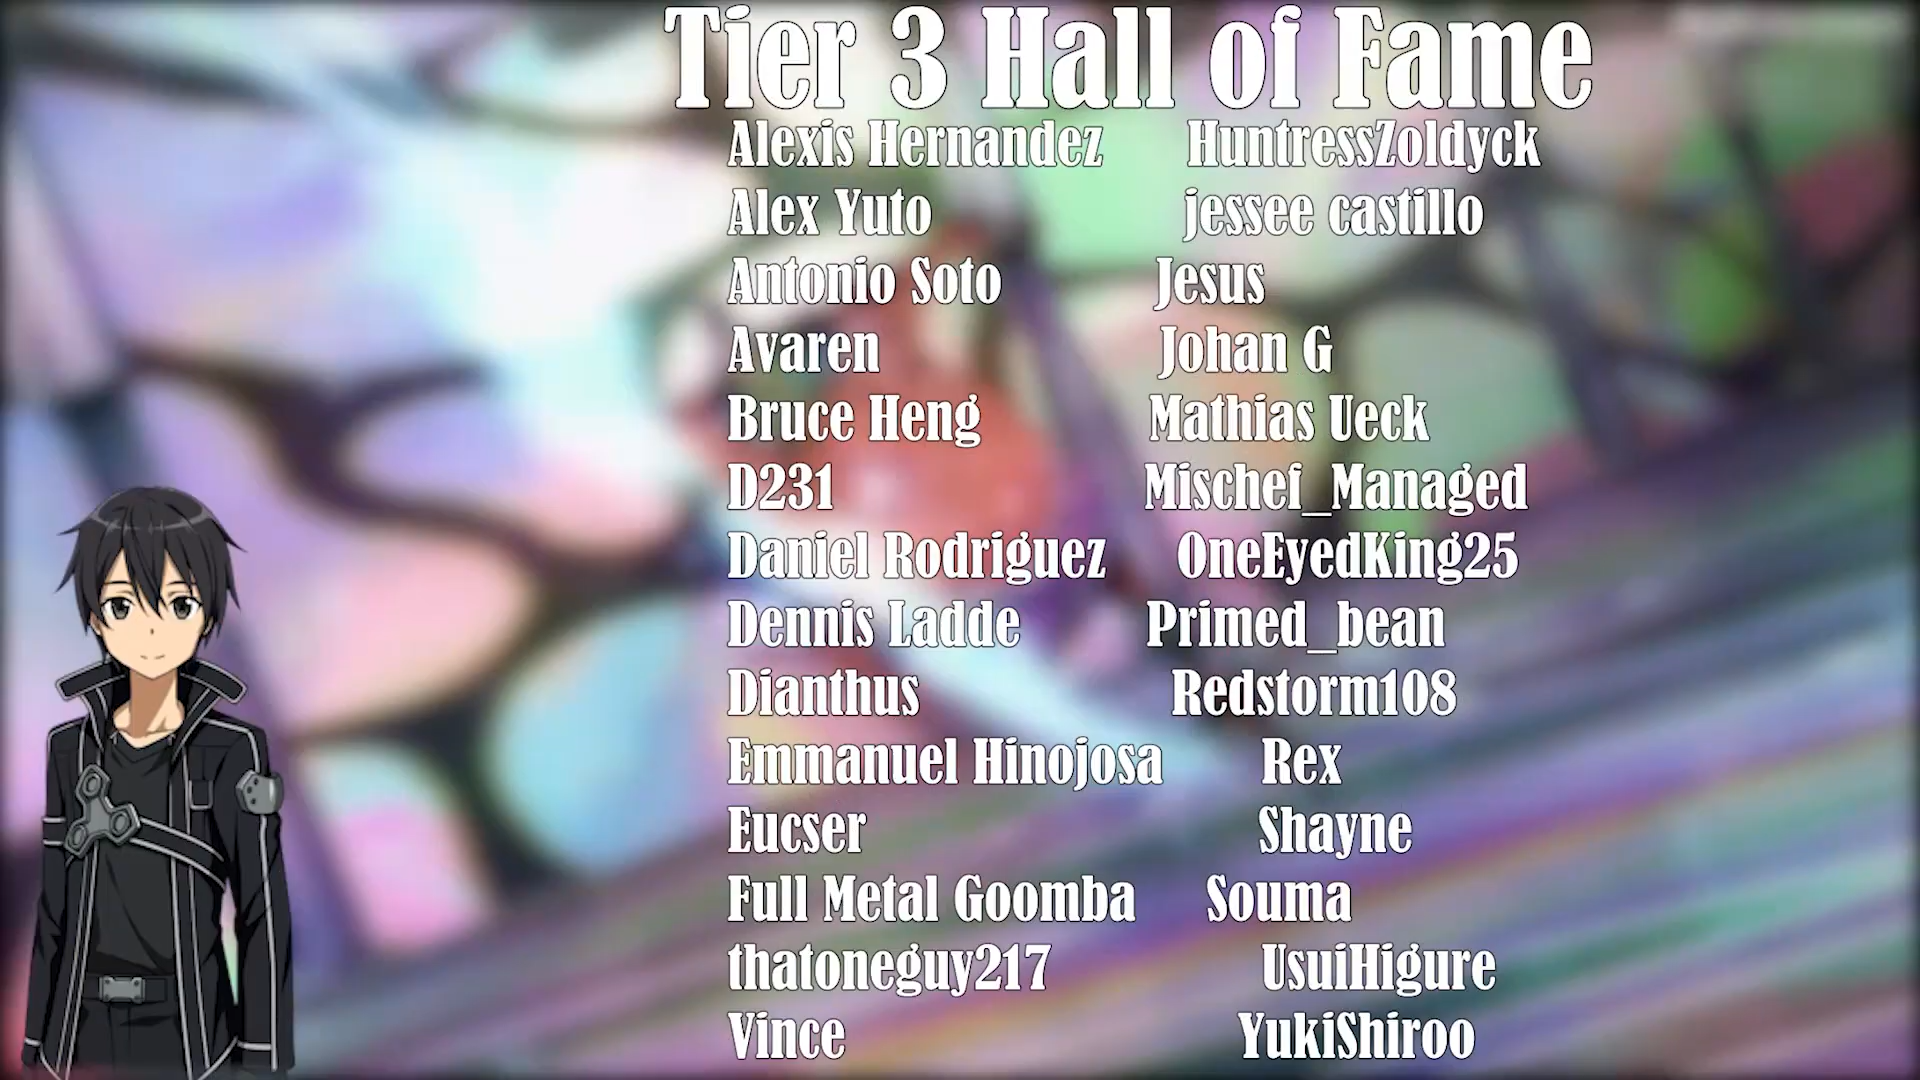 Tier 3 Hall of Fame
Alexis Hernandez HuntressZoldyck
Alex Yuto jessee castillo
Antonio Soto Jesus
Avaren Johan G
Bruce Heng Mathias Ueck
D231 Mischef_Managed
Daniel Rodriguez OneEyedKing25
Dennis Ladde Primed_bean
Dianthus Redstorm108
Emmanuel Hinojosa Rex
Eucser Shayne
Full Metal Goomba Souma
thatoneguy217 UsuiHigure
Vince YukiShiroo